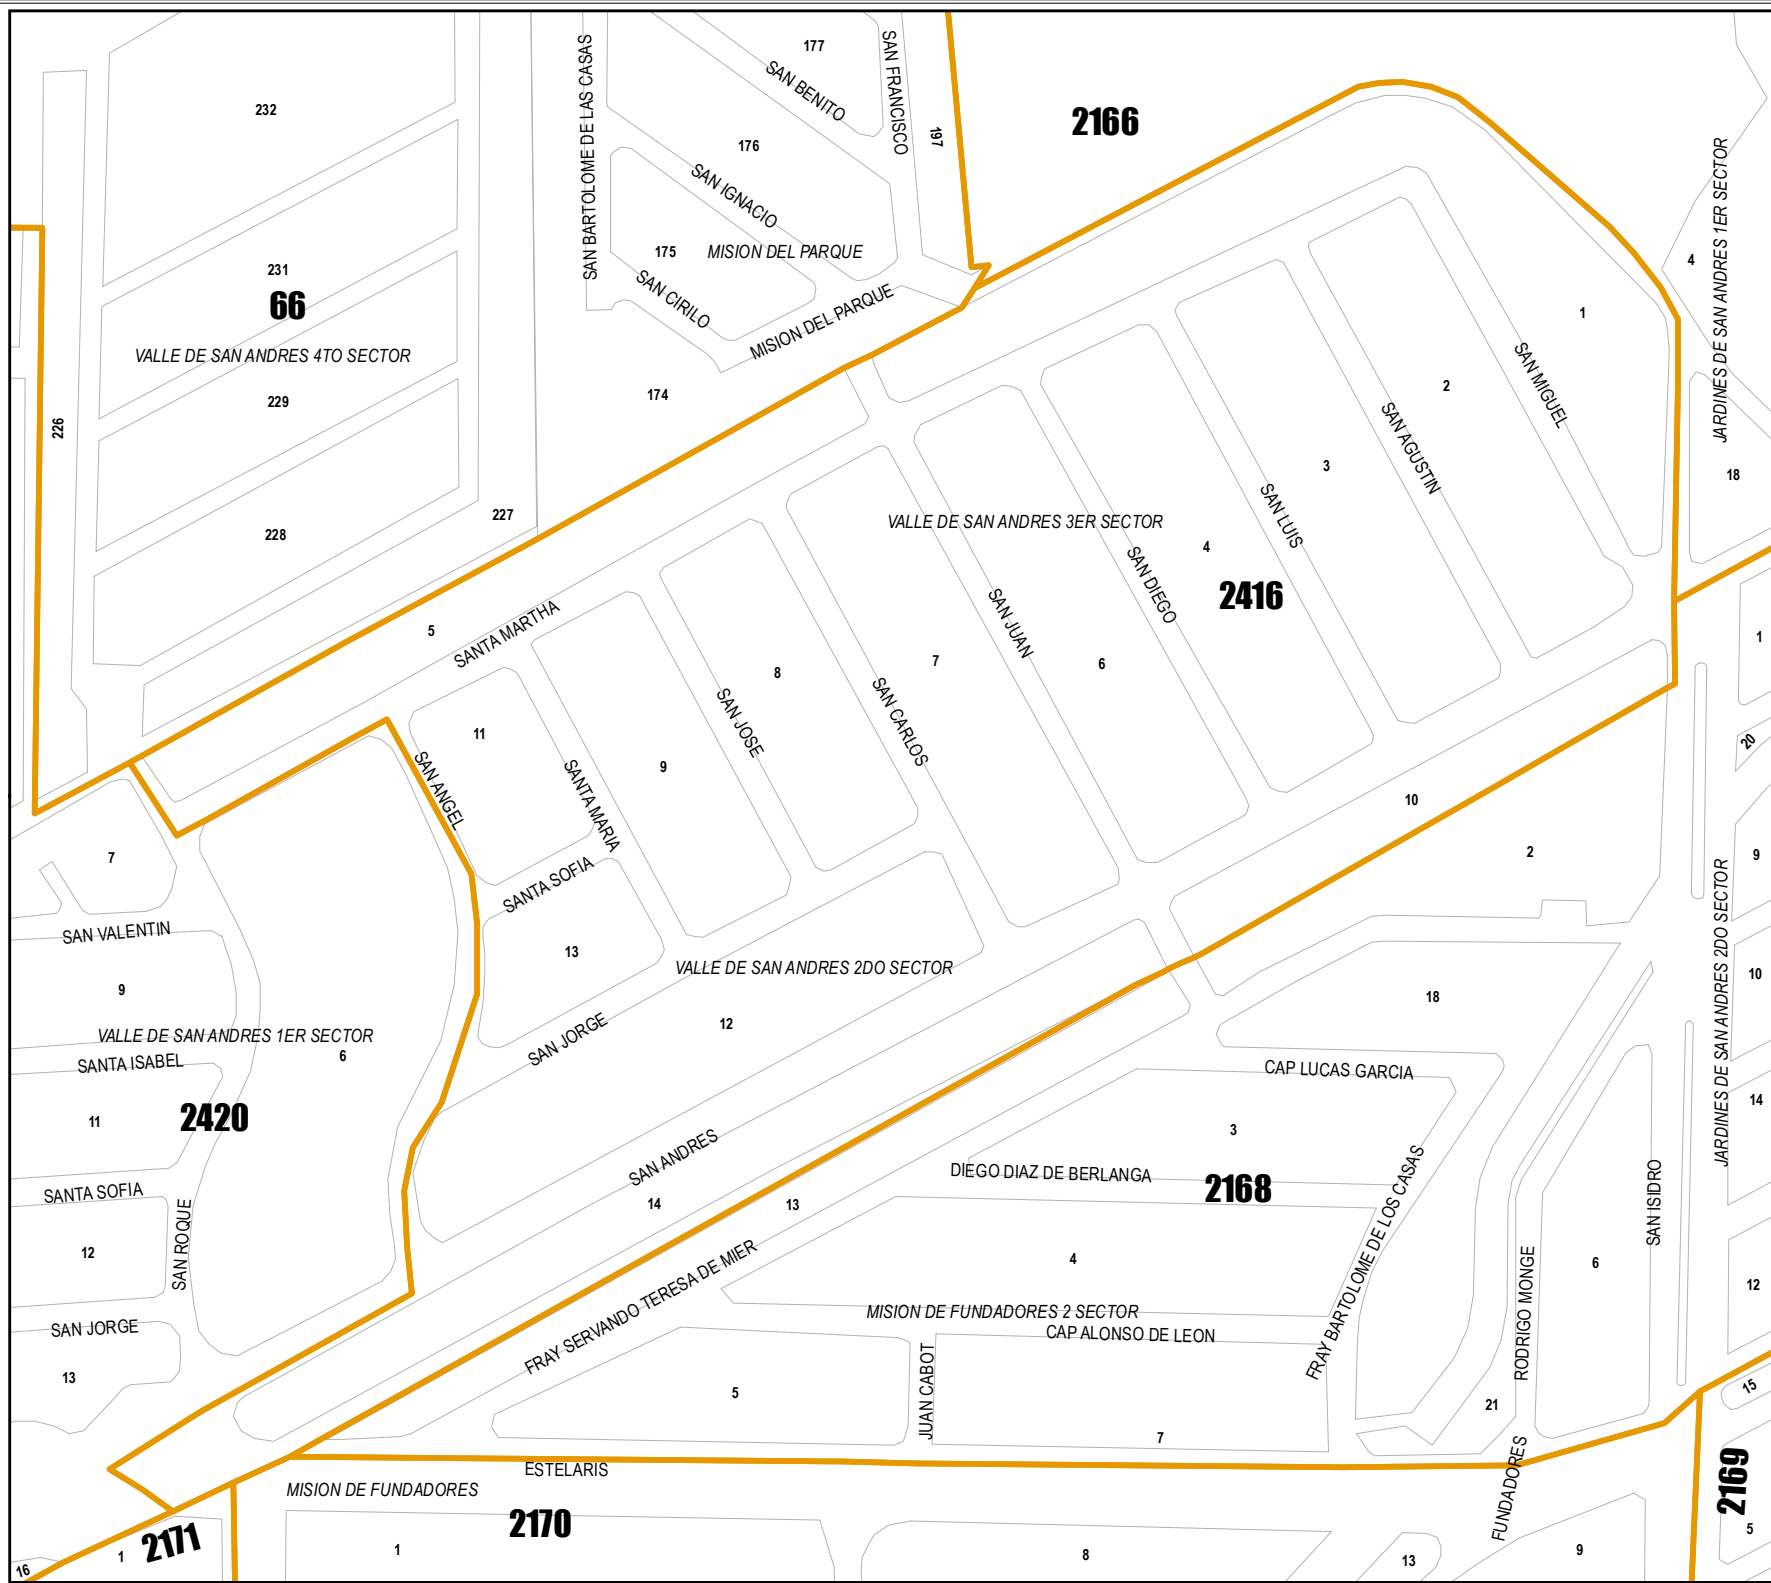 177
SAN BENITO
SAN FRANCISCO
197
2166
232
SAN BARTOLOME DE LAS CASAS
176
SAN IGNACIO
175
MISION DEL PARQUE
SAN CIRILO
MISION DEL PARQUE
174
231
66
VALLE DE SAN ANDRES 4TO SECTOR
229
226
228
227
JARDINES DE SAN ANDRES 1ER SECTOR
4
1
18
SAN MIGUEL
2
SAN AGUSTIN
3
SAN LUIS
VALLE DE SAN ANDRES 3ER SECTOR
4
2416
SAN DIEGO
6
SAN JUAN
7
SAN CARLOS
8
SAN JOSE
9
5
SANTA MARTHA
11
SANTA MARIA
SAN ANGEL
SANTA SOFIA
13
VALLE DE SAN ANDRES 2DO SECTOR
12
SAN JORGE
10
2
1
20
9
JARDINES DE SAN ANDRES 2DO SECTOR
10
14
12
7
SAN VALENTIN
9
VALLE DE SAN ANDRES 1ER SECTOR
6
SANTA ISABEL
11
2420
SANTA SOFIA
12
SAN ROQUE
SAN JORGE
13
SAN ANDRES
14
13
FRAY SERVANDO TERESA DE MIER
18
CAP LUCAS GARCIA
3
DIEGO DIAZ DE BERLANGA
2168
4
MISION DE FUNDADORES 2 SECTOR
CAP ALONSO DE LEON
FRAY BARTOLOME DE LOS CASAS
RODRIGO MONGE
SAN ISIDRO
6
5
JUAN CABOT
7
21
15
ESTELARIS
MISION DE FUNDADORES
2170
FUNDADORES
2169
5
2171
1
16
1
8
13
9